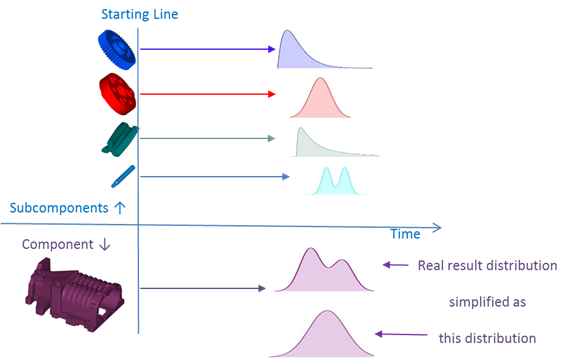 Starting Line
Subcomponents ↑
Time
Component ↓
Real result distribution
simplified as
this distribution